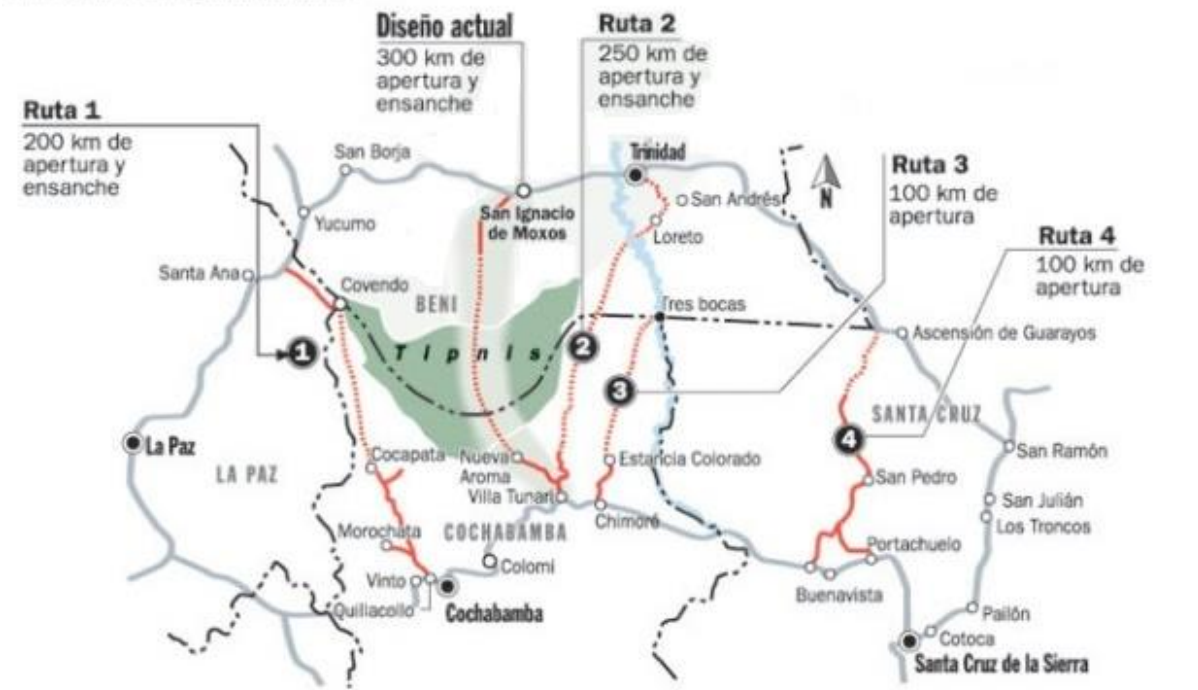 Diseño actual
300 km de
apertura y
ensanche
Ruta 2
250 km de
apertura y
ensanche
Ruta 1
200 km de
apertura y
ensanche
San Borja
Trinidad
Ruta 3
100 km de
apertura
San Andrés
N
San Ignacio
de Moxos
Yucumo
Loreto
Ruta 4
100 km de
apertura
Santa Ana
Covendo
BENI
Tres bocas
Ascensión de Guarayos
1
Tipnis
2
3
SANTA CRUZ
4
La Paz
LA PAZ
Cocapata
Nueva
Aroma
Estancia Colorado
San Ramón
San Pedro
Villa Tunari
San Julián
Chimoré
Los Troncos
Morochata
COCHABAMBA
Portachuelo
Colomi
Vinto
Buenavista
Quillacollo
Cochabamba
Pailón
Cotoca
Santa Cruz de la Sierra